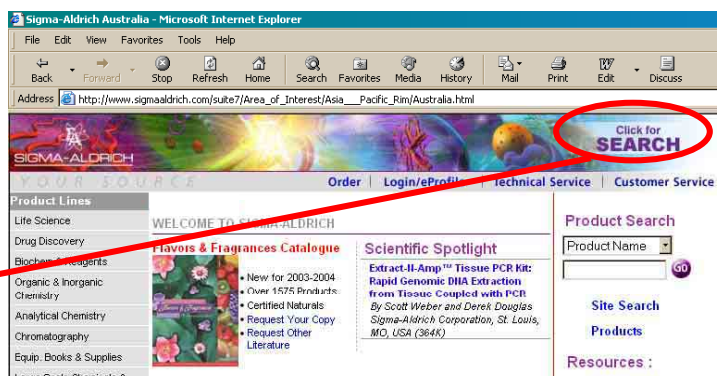 Sigma-Aldrich Australia - Microsoft Internet Explorer
File Edit View Favorites Tools Help
Back Forward Stop Refresh Home Search Favorites Media History Mail Print Edit Discuss
Address http://www.sigmaaldrich.com/suite7/Area_of_Interest/Asia___Pacific_Rim/Australia.html
SIGMA-ALDRICH
Click for
SEARCH
YOUR SOURCE
Order | Login/eProfile | Technical Service | Customer Service
Product Lines
Life Science
Drug Discovery
Biochem & Reagents
Organic & Inorganic
Chemistry
Analytical Chemistry
Chromatography
Equip. Books & Supplies
WELCOME TO SIGMA-ALDRICH
Flavors & Fragrances Catalogue
• New for 2003-2004
• Over 1575 Products
• Certified Naturals
• Request Your Copy
• Request Other
Literature
Scientific Spotlight
Extract-N-Amp™ Tissue PCR Kit:
Rapid Genomic DNA Extraction
from Tissue Coupled with PCR
By Scott Weber and Derek Douglas
Sigma-Aldrich Corporation, St. Louis,
MO, USA (364K)
Product Search
Product Name
GO
Site Search
Products
Resources :